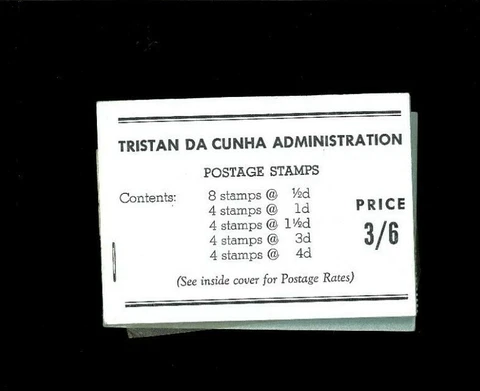 TRISTAN DA CUNHA ADMINISTRATION
POSTAGE STAMPS
Contents: 8 stamps @ ½d
4 stamps @ 1d
4 stamps @ 1½d
4 stamps @ 3d
4 stamps @ 4d
PRICE
3/6
(See inside cover for Postage Rates)